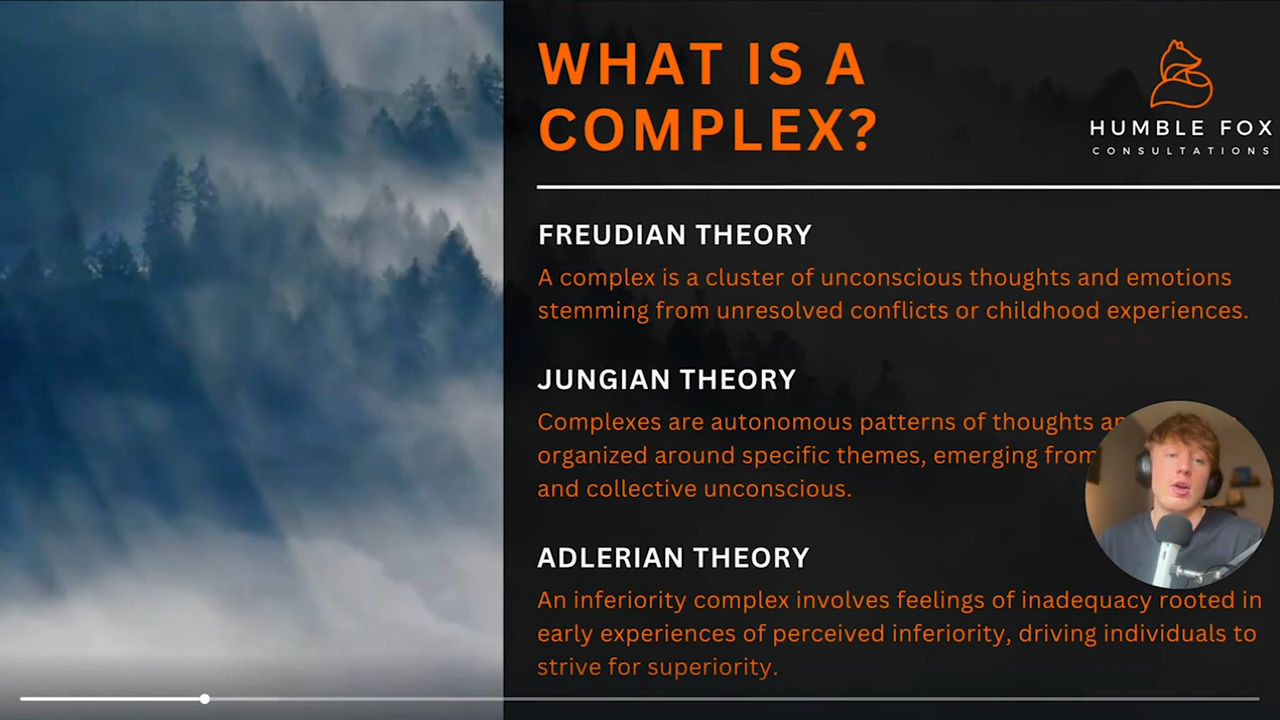 WHAT IS A
COMPLEX?
HUMBLE FOX
CONSULTATIONS
FREUDIAN THEORY
A complex is a cluster of unconscious thoughts and emotions
stemming from unresolved conflicts or childhood experiences.
JUNGIAN THEORY
Complexes are autonomous patterns of thoughts
organized around specific themes, emerging from
and collective unconscious.
ADLERIAN THEORY
An inferiority complex involves feelings of inadequacy rooted in
early experiences of perceived inferiority, driving individuals to
strive for superiority.